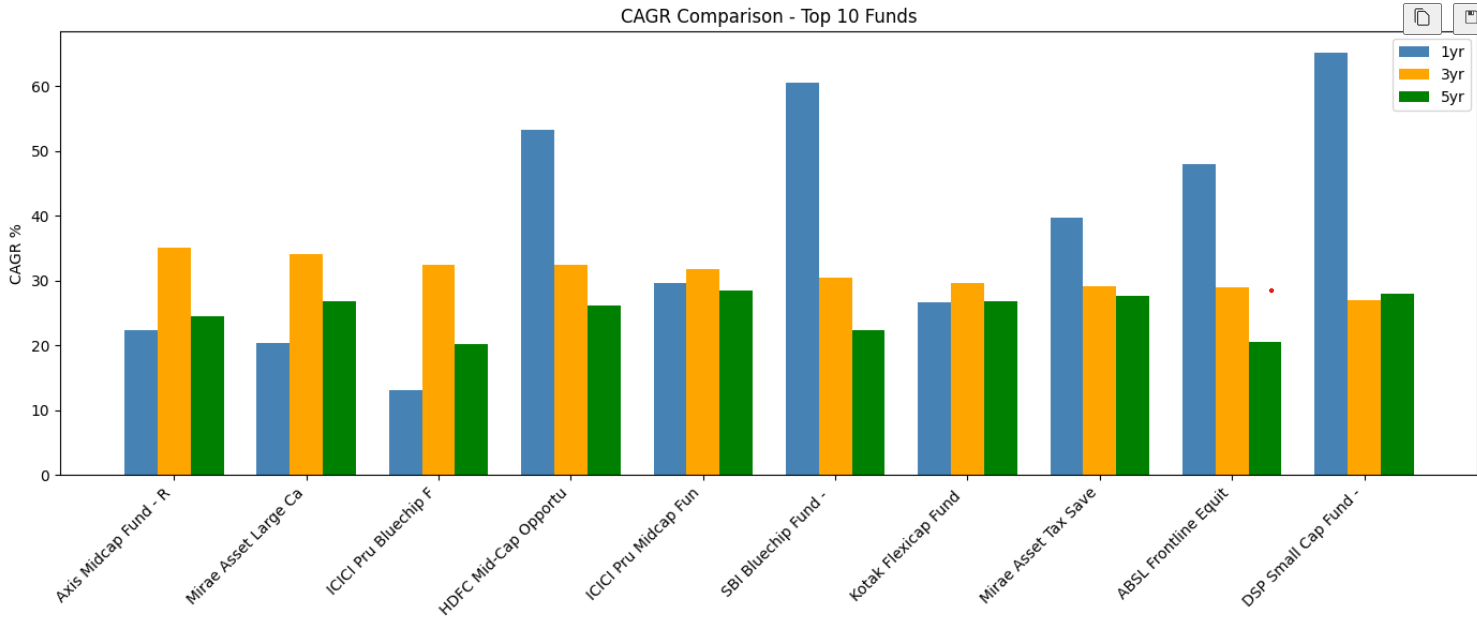 CAGR Comparison - Top 10 Funds
1yr
3yr
5yr
CAGR %
60
50
40
30
20
10
0
Axis Midcap Fund - R
Mirae Asset Large Ca
ICICI Pru Bluechip F
HDFC Mid-Cap Opportu
ICICI Pru Midcap Fun
SBI Bluechip Fund -
Kotak Flexicap Fund
Mirae Asset Tax Save
ABSL Frontline Equit
DSP Small Cap Fund -